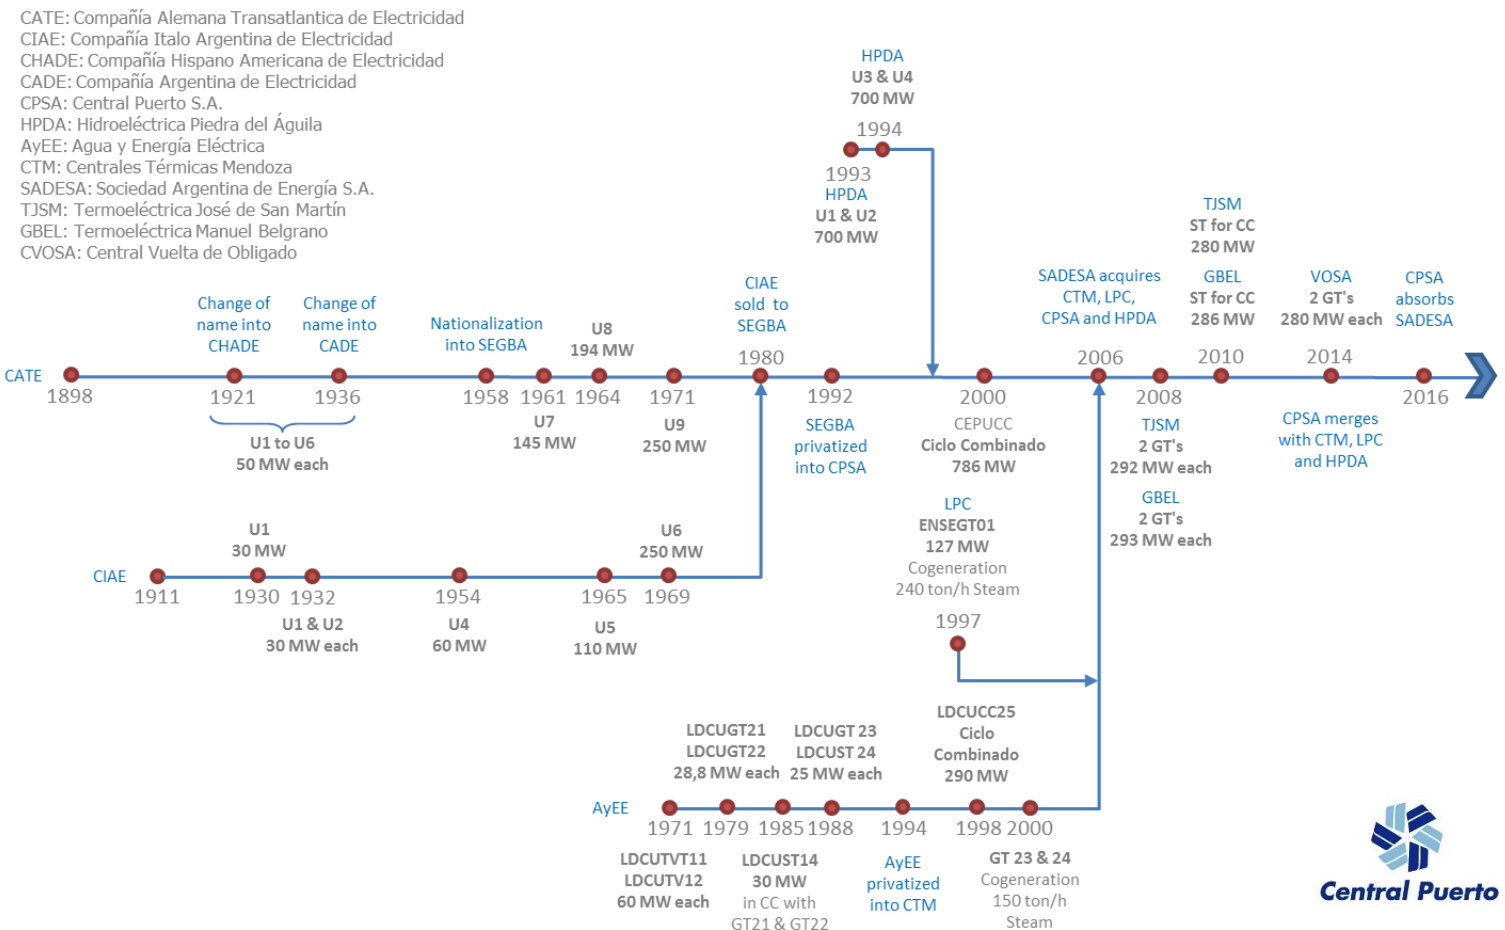 CATE: Compañía Alemana Transatlantica de Electricidad
CIAE: Compañía Italo Argentina de Electricidad
CHADE: Compañía Hispano Americana de Electricidad
CADE: Compañía Argentina de Electricidad
CPSA: Central Puerto S.A.
HPDA: Hidroeléctrica Piedra del Águila
AyEE: Agua y Energía Eléctrica
CTM: Centrales Térmicas Mendoza
SADESA: Sociedad Argentina de Energía S.A.
TJSM: Termoeléctrica José de San Martín
GBEL: Termoeléctrica Manuel Belgrano
CVOSA: Central Vuelta de Obligado
HPDA
U3 & U4
700 MW
1994
1993
HPDA
U1 & U2
700 MW
CATE
1898
Change of
name into
CHADE
1921
Change of
name into
CADE
1936
U1 to U6
50 MW each
Nationalization
into SEGBA
1958
1961
U7
145 MW
U8
194 MW
1964
1971
U9
250 MW
CIAE
sold to
SEGBA
1980
1992
SEGBA
privatized
into CPSA
2000
CEPUCC
Ciclo Combinado
786 MW
SADESA acquires
CTM, LPC,
CPSA and HPDA
2006
2008
TJSM
2 GT's
292 MW each
GBEL
2 GT's
293 MW each
TJSM
ST for CC
280 MW
GBEL
ST for CC
286 MW
2010
VOSA
2 GT's
280 MW each
2014
CPSA merges
with CTM, LPC
and HPDA
CPSA
absorbs
SADESA
2016
CIAE
1911
U1
30 MW
1930
1932
U1 & U2
30 MW each
1954
U4
60 MW
1965
U5
110 MW
U6
250 MW
1969
LPC
ENSEGT01
127 MW
Cogeneration
240 ton/h Steam
1997
AyEE
1971
LDCUTVT11
LDCUTV12
60 MW each
LDCUGT21
LDCUGT22
28,8 MW each
1979
1985
LDCUST14
30 MW
in CC with
GT21 & GT22
LDCUGT 23
LDCUST 24
25 MW each
1988
1994
AyEE
privatized
into CTM
LDCUCC25
Ciclo
Combinado
290 MW
1998
2000
GT 23 & 24
Cogeneration
150 ton/h
Steam
Central Puerto